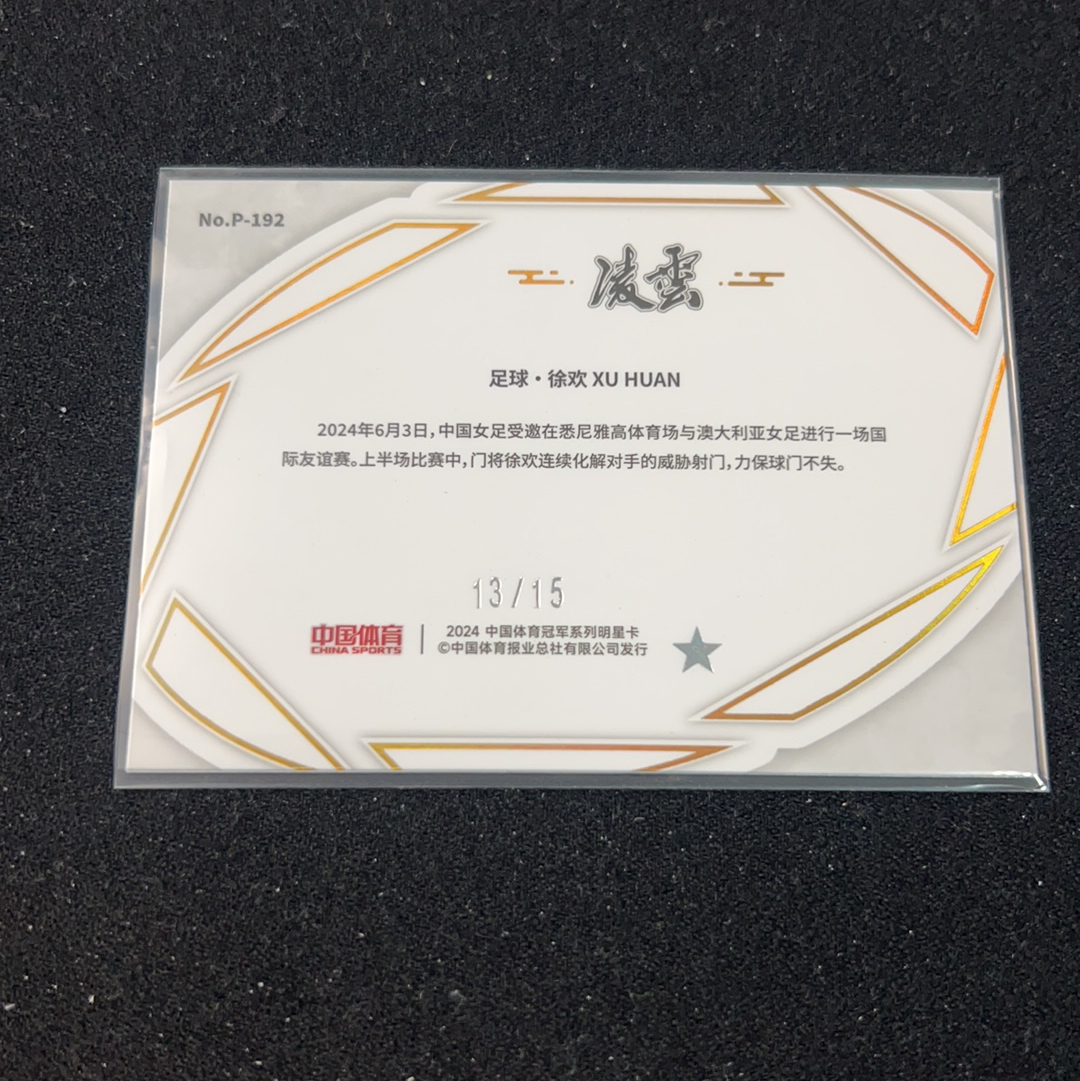 No.P-192
凌雲
足球·徐欢 XU HUAN
2024年6月3日,中国女足受邀在悉尼雅高体育场与澳大利亚女足进行一场国
际友谊赛。上半场比赛中,门将徐欢连续化解对手的威胁射门,力保球门不失。
13/15
中国体育
CHINA SPORTS
2024 中国体育冠军系列明星卡
©中国体育报业总社有限公司发行